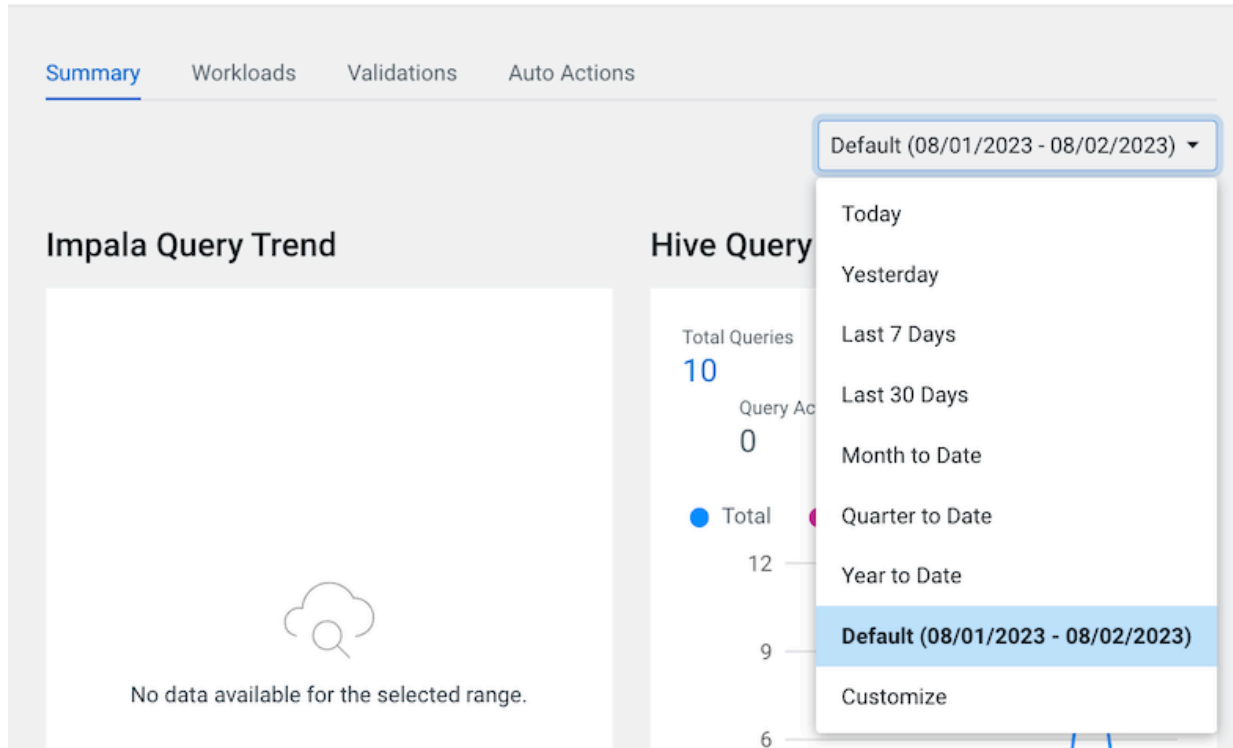 Summary Workloads Validations Auto Actions
Default (08/01/2023 - 08/02/2023)
Today
Yesterday
Last 7 Days
Last 30 Days
Month to Date
Quarter to Date
Year to Date
Default (08/01/2023 - 08/02/2023)
Customize
Impala Query Trend
No data available for the selected range.
Hive Query
Total Queries
10
Query
0
Total
12
9
6